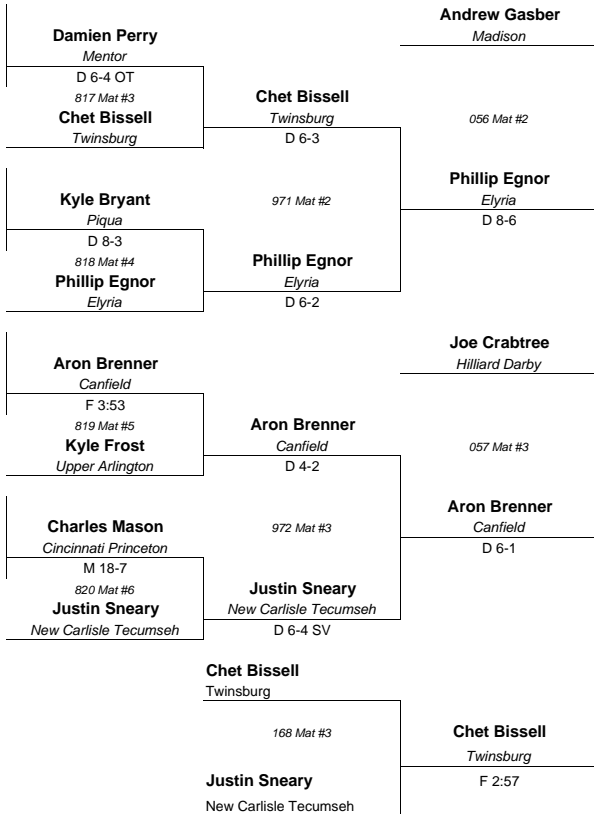 Andrew Gasber
Madison
Damien Perry
Mentor
D 6-4 OT
817 Mat #3
Chet Bissell
Twinsburg
Chet Bissell
Twinsburg
D 6-3
056 Mat #2
Kyle Bryant
Piqua
D 8-3
818 Mat #4
Phillip Egnor
Elyria
971 Mat #2
Phillip Egnor
Elyria
D 6-2
Phillip Egnor
Elyria
D 8-6
Joe Crabtree
Hilliard Darby
Aron Brenner
Canfield
F 3:53
819 Mat #5
Kyle Frost
Upper Arlington
Aron Brenner
Canfield
D 4-2
057 Mat #3
Charles Mason
Cincinnati Princeton
M 18-7
820 Mat #6
Justin Sneary
New Carlisle Tecumseh
972 Mat #3
Justin Sneary
New Carlisle Tecumseh
D 6-4 SV
Aron Brenner
Canfield
D 6-1
Chet Bissell
Twinsburg
168 Mat #3
Justin Sneary
New Carlisle Tecumseh
Chet Bissell
Twinsburg
F 2:57